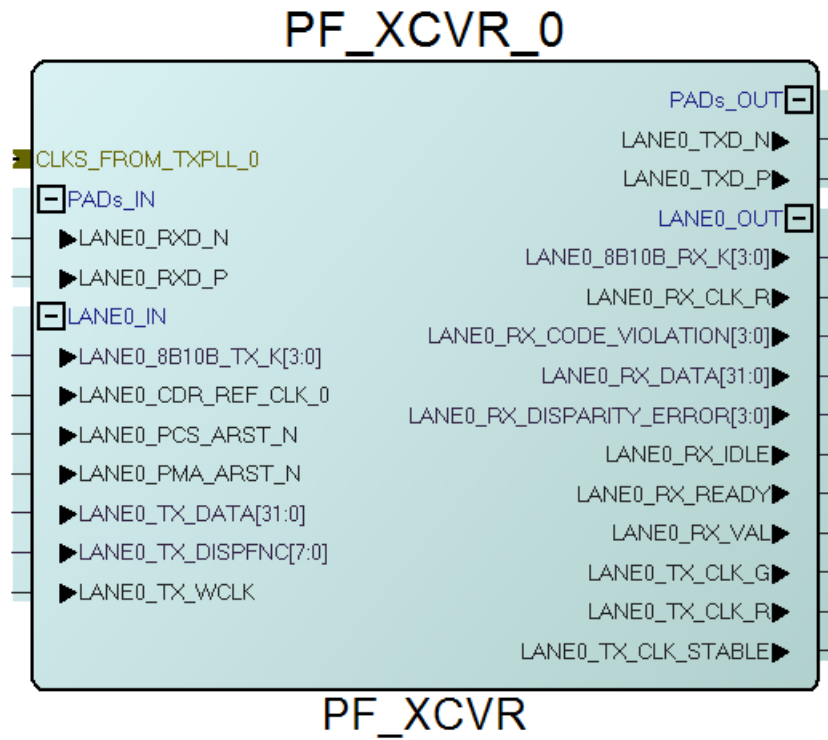 PF_XCVR_0
CLKS_FROM_TXPLL_0
PADs_IN
LANE0_RXD_N
LANE0_RXD_P
LANE0_IN
LANE0_8B10B_TX_K[3:0]
LANE0_CDR_REF_CLK_0
LANE0_PCS_ARST_N
LANE0_PMA_ARST_N
LANE0_TX_DATA[31:0]
LANE0_TX_DISPFNC[7:0]
LANE0_TX_WCLK
PADs_OUT
LANE0_TXD_N
LANE0_TXD_P
LANE0_OUT
LANE0_8B10B_RX_K[3:0]
LANE0_RX_CLK_R
LANE0_RX_CODE_VIOLATION[3:0]
LANE0_RX_DATA[31:0]
LANE0_RX_DISPARITY_ERROR[3:0]
LANE0_RX_IDLE
LANE0_RX_READY
LANE0_RX_VAL
LANE0_TX_CLK_G
LANE0_TX_CLK_R
LANE0_TX_CLK_STABLE
PF_XCVR